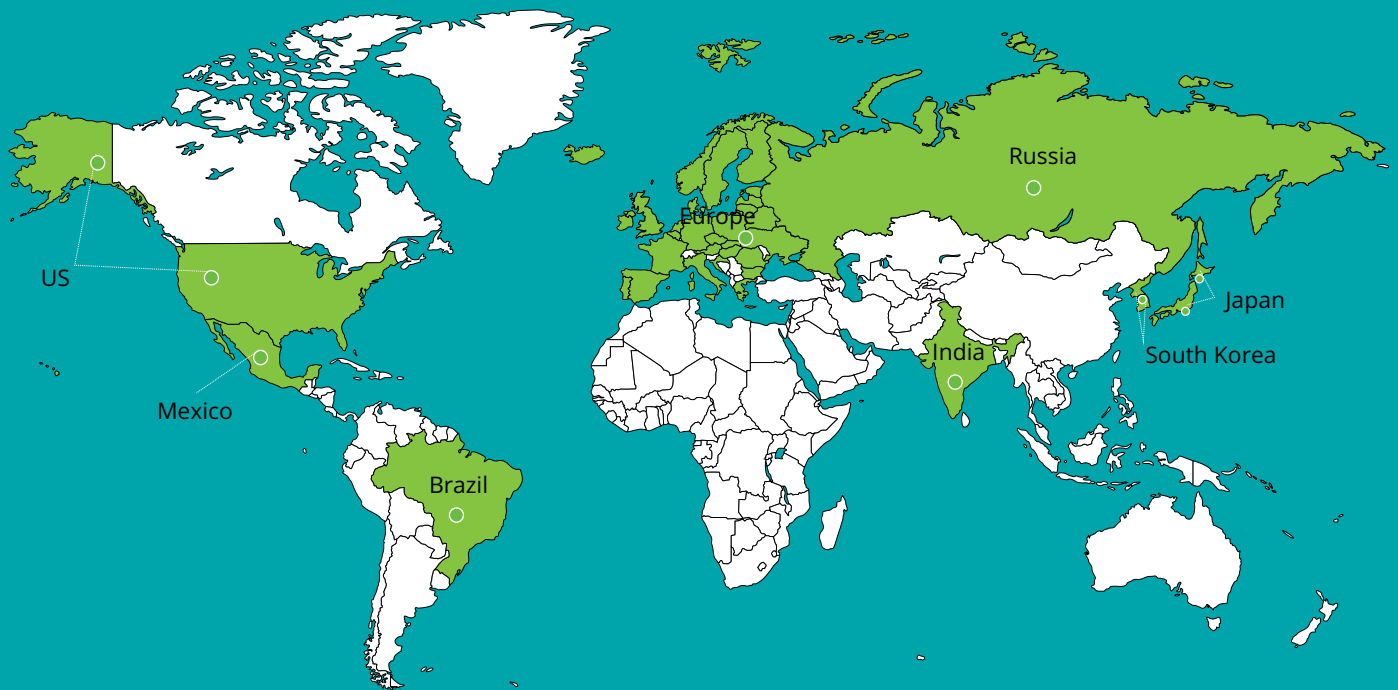 Russia
Europe
US
Japan
India
South Korea
Mexico
Brazil